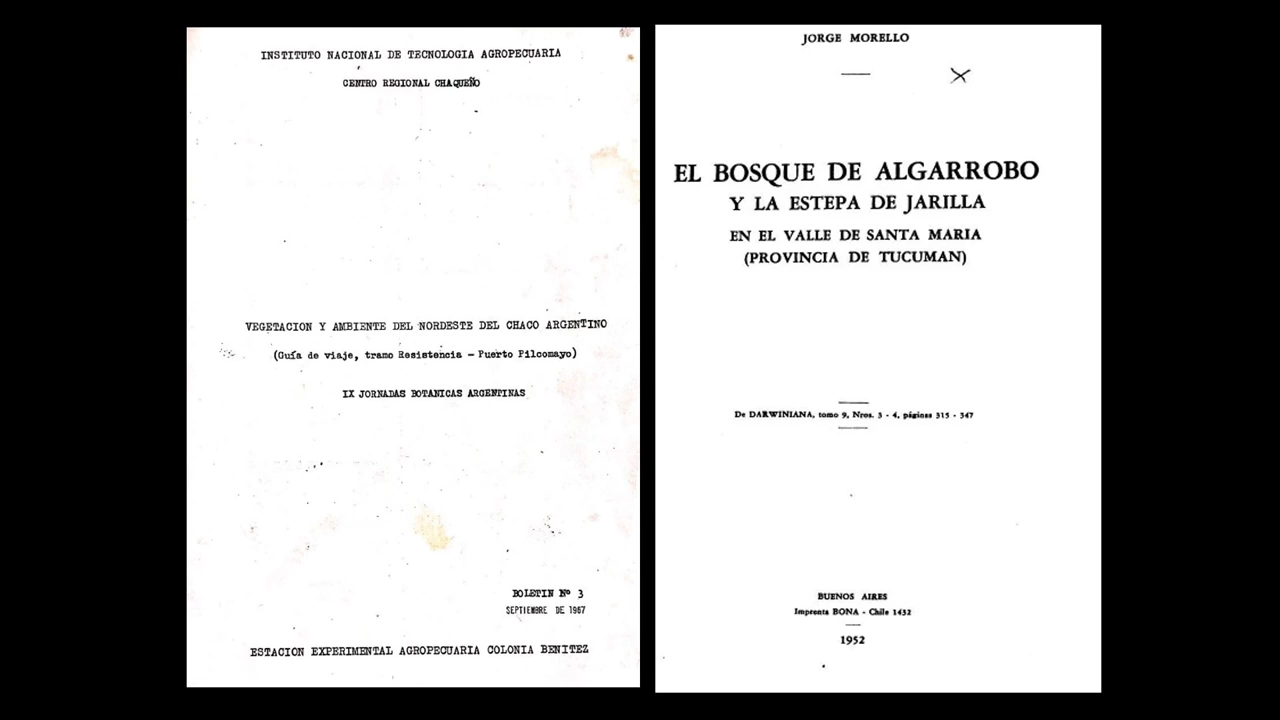 INSTITUTO NACIONAL DE TECNOLOGIA AGROPECUARIA
CENTRO REGIONAL CHAQUEÑO
VEGETACION Y AMBIENTE DEL NORDESTE DEL CHACO ARGENTINO
(Guía de viaje, tramo Resistencia - Puerto Pilcomayo)
IX JORNADAS BOTANICAS ARGENTINAS
BOLETIN Nº 3
SEPTIEMBRE DE 1967
ESTACION EXPERIMENTAL AGROPECUARIA COLONIA BENITEZ
JORGE MORELLO
EL BOSQUE DE ALGARROBO
Y LA ESTEPA DE JARILLA
EN EL VALLE DE SANTA MARIA
(PROVINCIA DE TUCUMAN)
De DARWINIANA, tomo 9, Nros. 3 - 4, páginas 315 - 347
BUENOS AIRES
Imprenta BONA - Chile 1432
1952